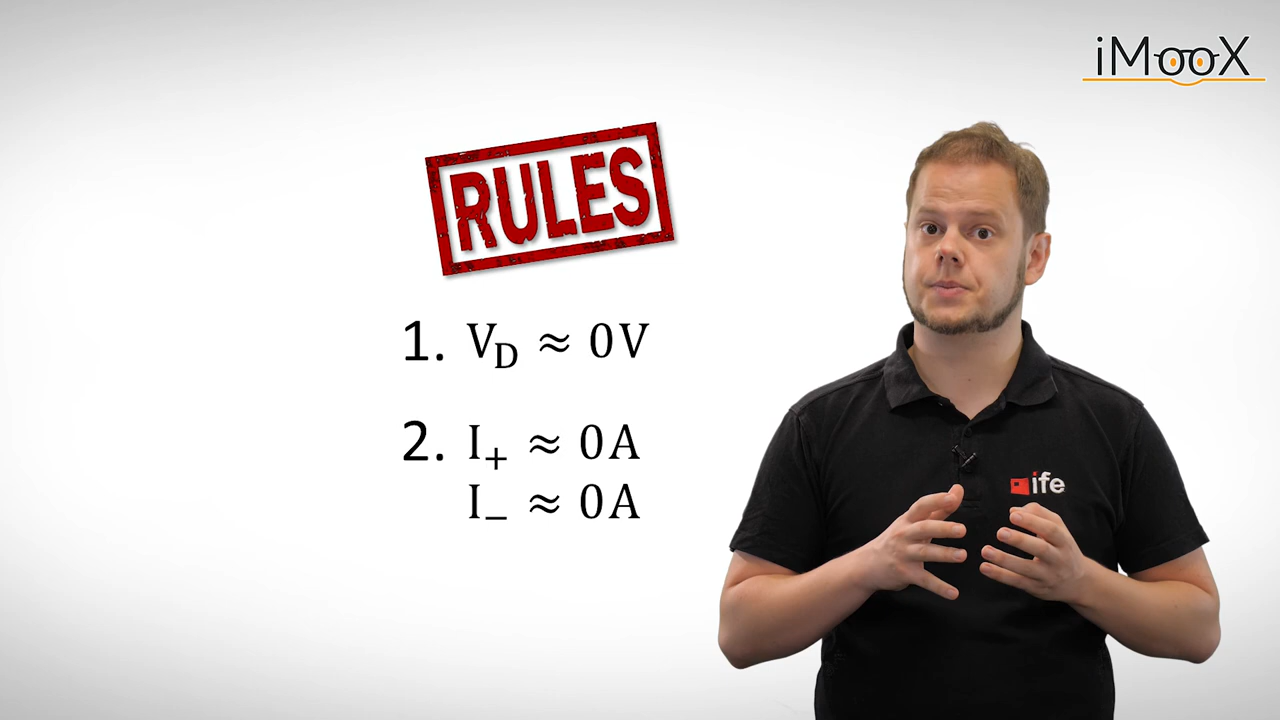 iMooX
RULES
1. V_D ≈ 0V
2. I_+ ≈ 0A
I_− ≈ 0A
ife